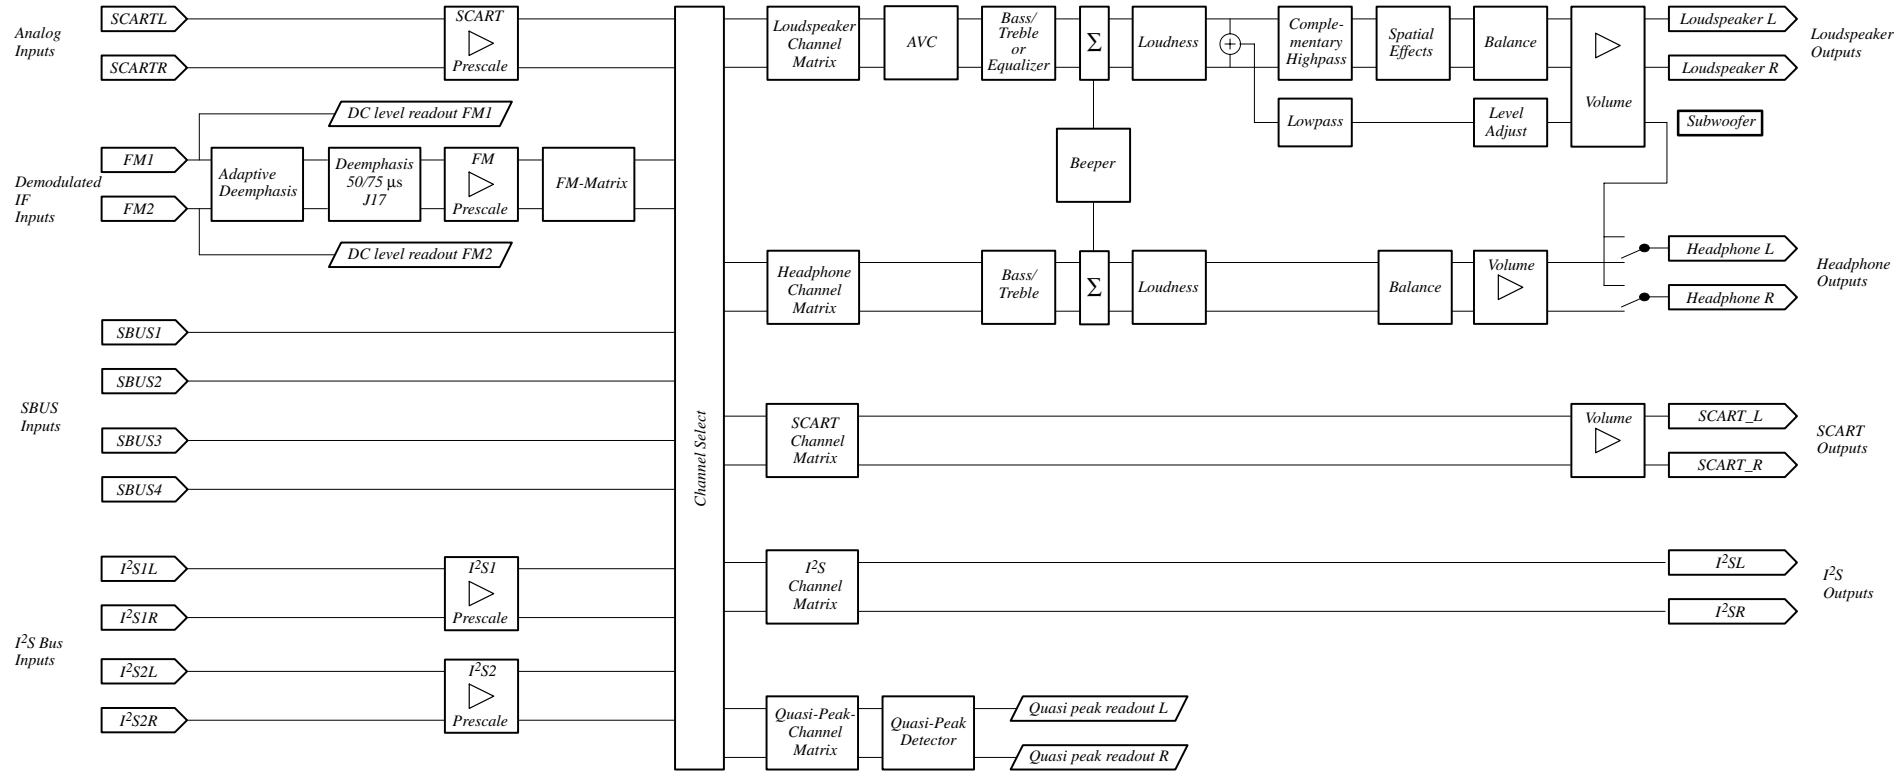 Analog
Inputs
SCARTL
SCARTR
SCART
Prescale
DC level readout FM1
Demodulated
IF
Inputs
FM1
FM2
Adaptive
Deemphasis
Deemphasis
50/75 µs
J17
FM
Prescale
FM-Matrix
DC level readout FM2
SBUS
Inputs
SBUS1
SBUS2
SBUS3
SBUS4
I²S Bus
Inputs
I²S1L
I²S1R
I²S2L
I²S2R
I²S1
Prescale
I²S2
Prescale
Channel Select
Loudspeaker
Channel
Matrix
AVC
Bass/
Treble
or
Equalizer
Σ
Loudness
Comple-
mentary
Highpass
Spatial
Effects
Balance
Volume
Loudspeaker L
Loudspeaker R
Loudspeaker
Outputs
Lowpass
Level
Adjust
Subwoofer
Beeper
Headphone
Channel
Matrix
Bass/
Treble
Σ
Loudness
Balance
Volume
Headphone L
Headphone R
Headphone
Outputs
SCART
Channel
Matrix
Volume
SCART_L
SCART_R
SCART
Outputs
I²S
Channel
Matrix
I²SL
I²SR
I²S
Outputs
Quasi-Peak-
Channel
Matrix
Quasi-Peak
Detector
Quasi peak readout L
Quasi peak readout R